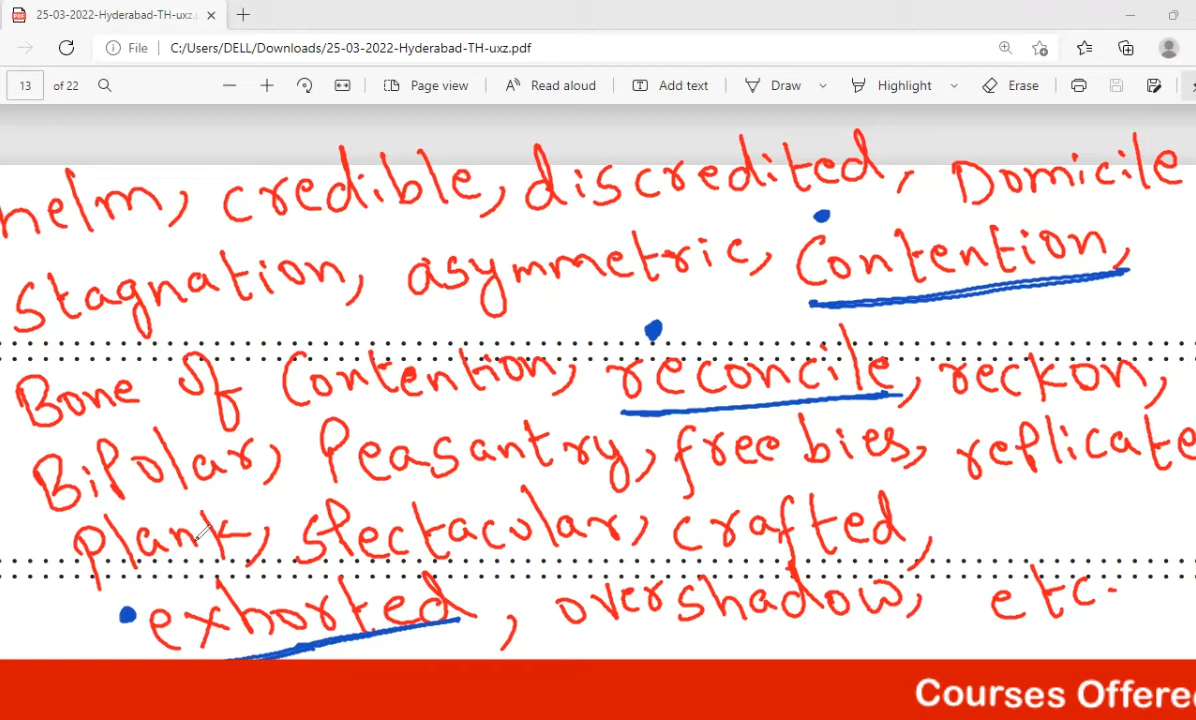 25-03-2022-Hyderabad-TH-uxz.
File C:/Users/DELL/Downloads/25-03-2022-Hyderabad-TH-uxz.pdf
13 of 22 Page view Read aloud Add text Draw Highlight Erase
helm, credible, discredited, Domicile
stagnation, asymmetric, Contention,
Bone of Contention, reconcile, reckon,
Bipolar, Peasantry, freebies, replicate
plank, spectacular, crafted,
exhorted, overshadow, etc.
Courses Offered